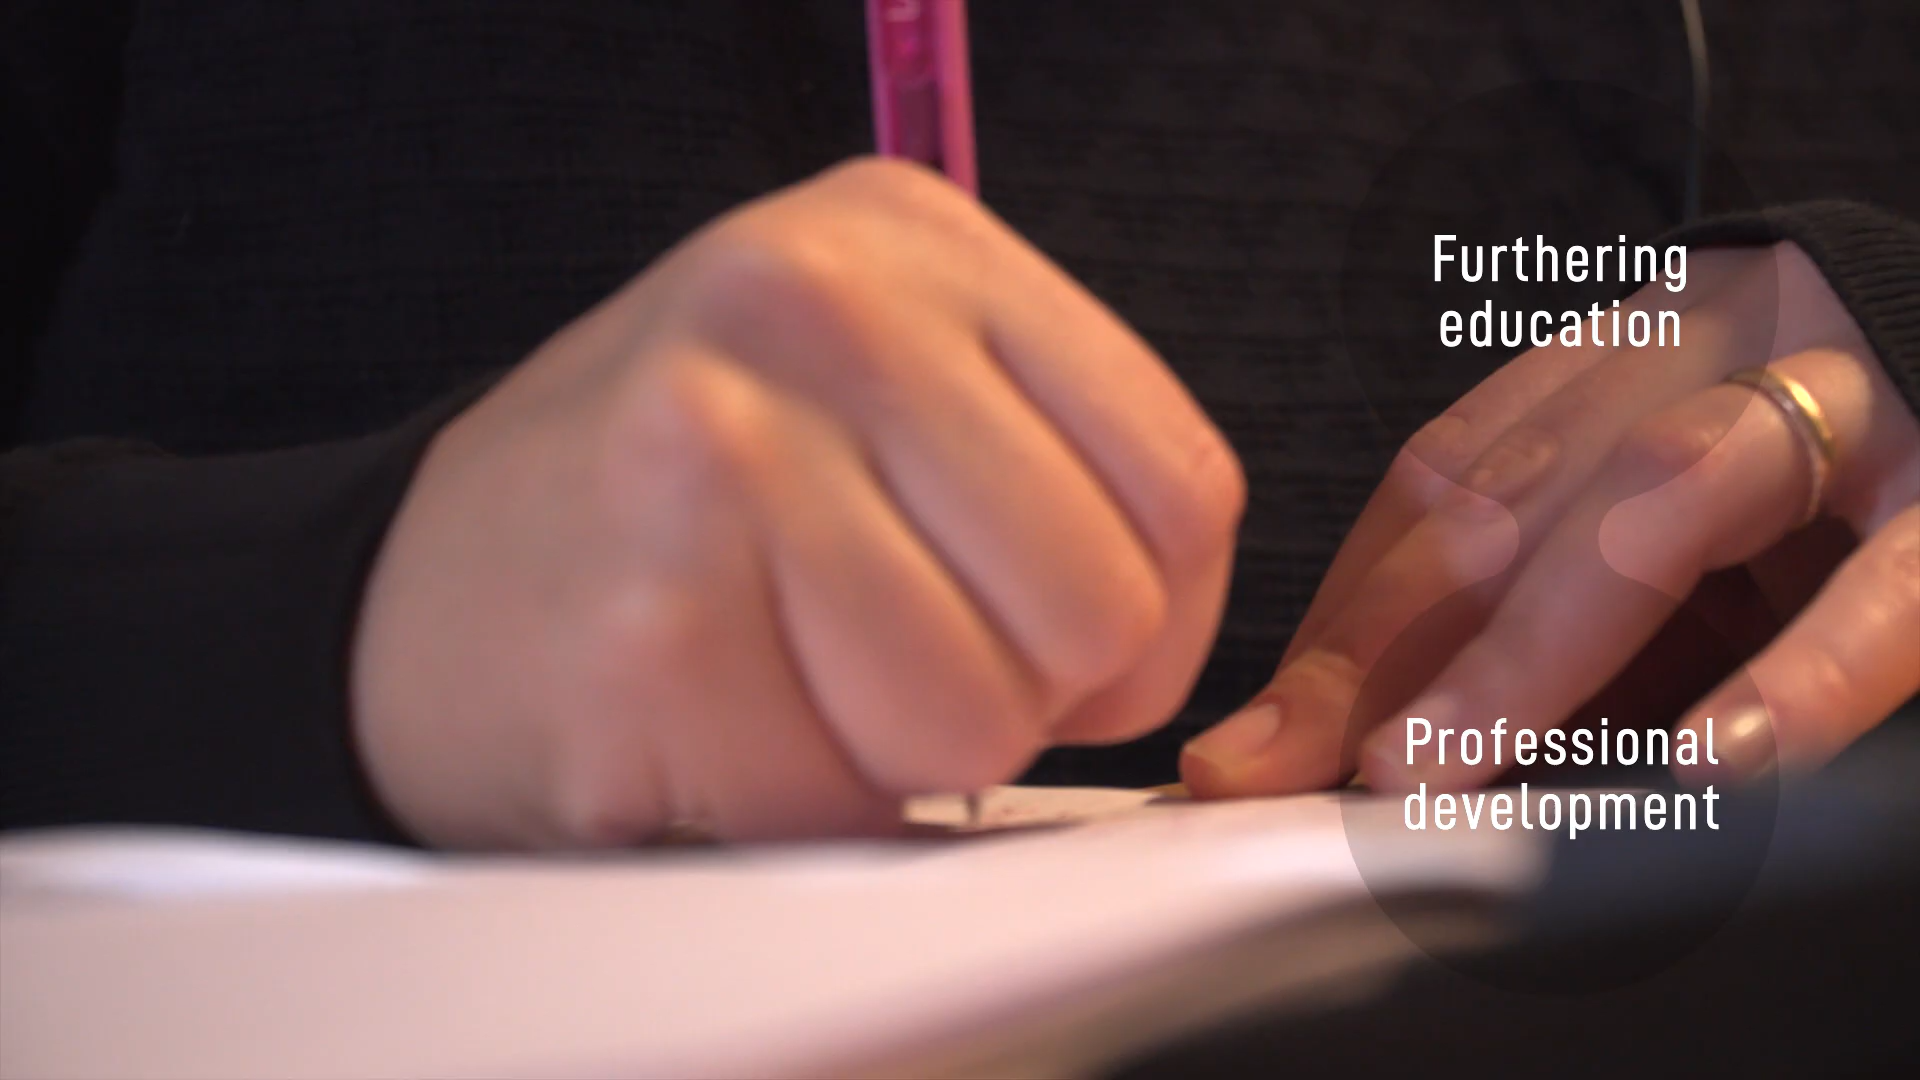 Furthering
education
Professional
development